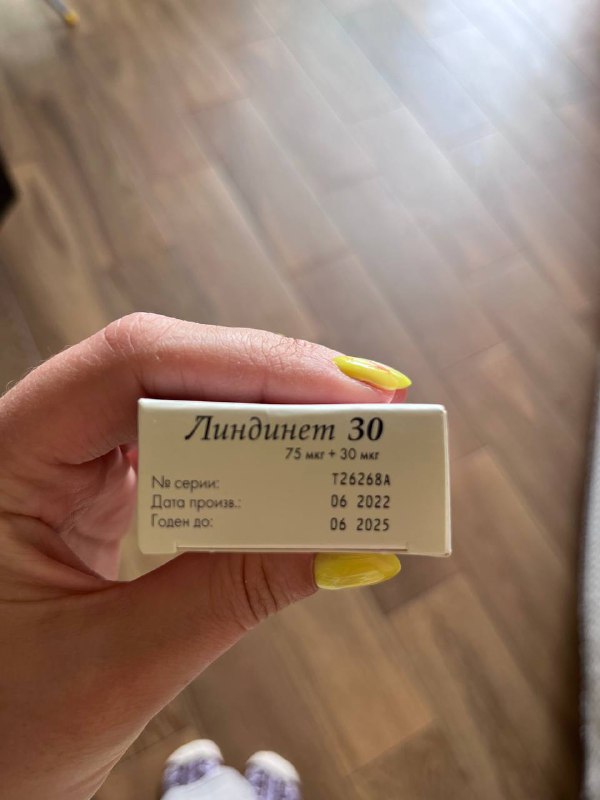 Линдинет 30
75 мкг + 30 мкг
№ серии: T26268A
Дата произв.: 06 2022
Годен до: 06 2025